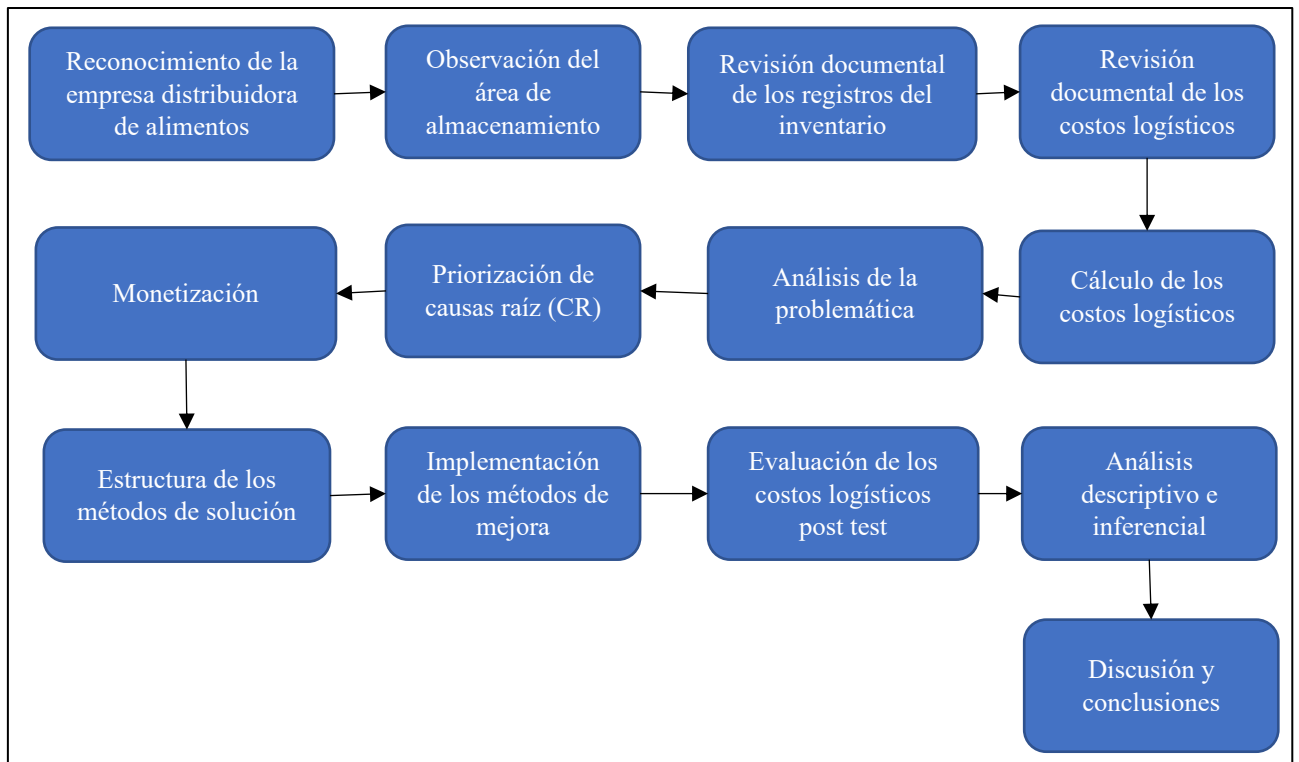 Reconocimiento de la
empresa distribuidora
de alimentos
Observación del
área de
almacenamiento
Revisión documental
de los registros del
inventario
Revisión
documental de los
costos logísticos
Cálculo de los
costos logísticos
Análisis de la
problemática
Priorización de
causas raíz (CR)
Monetización
Estructura de los
métodos de solución
Implementación
de los métodos de
mejora
Evaluación de los
costos logísticos
post test
Análisis
descriptivo e
inferencial
Discusión y
conclusiones